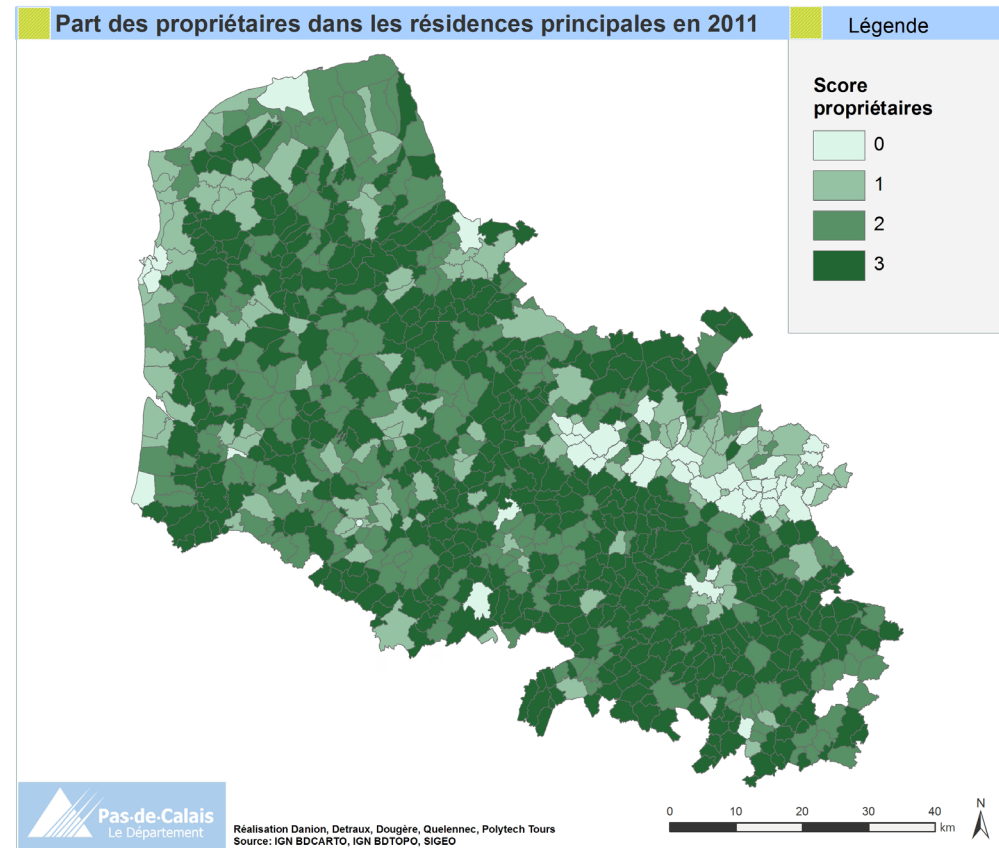 Part des propriétaires dans les résidences principales en 2011
Légende
Score
propriétaires
0
1
2
3
Pas-de-Calais
Le Département
Réalisation Danion, Detraux, Dougère, Quelennec, Polytech Tours
Source: IGN BDCARTO, IGN BDTOPO, SIGEO
0 10 20 30 40
km
N